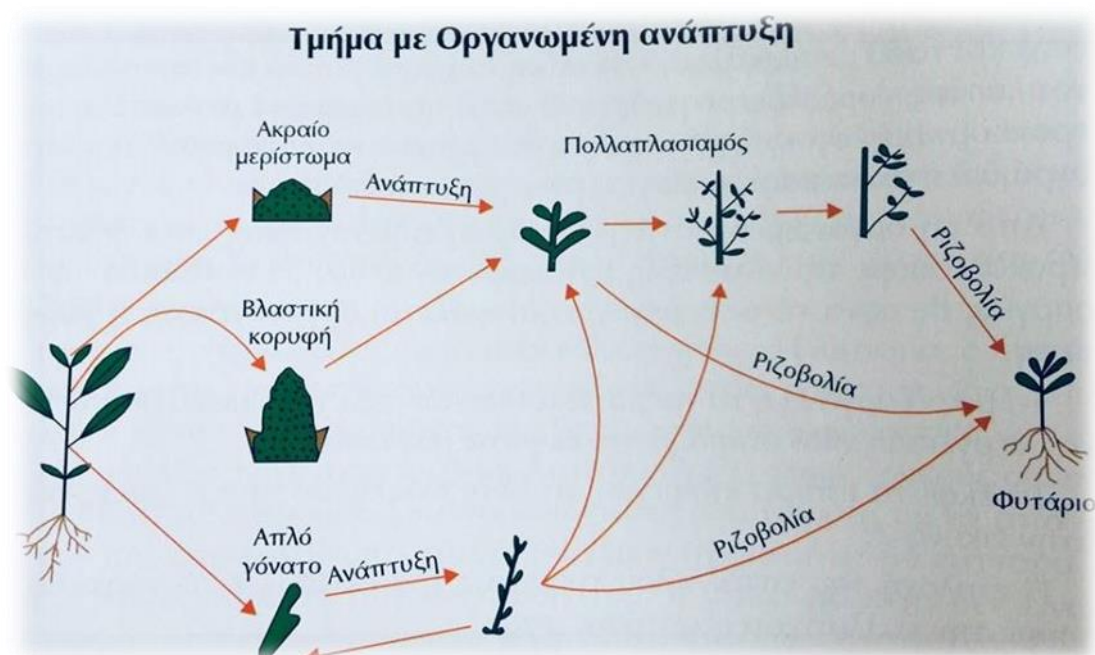 Τμήμα με Οργανωμένη ανάπτυξη
Ακραίο
μερίστωμα
Ανάπτυξη
Πολλαπλασιαμός
Ριζοβολία
Βλαστική
κορυφή
Ριζοβολία
Φυτάριο
Ριζοβολία
Απλό
γόνατο
Ανάπτυξη